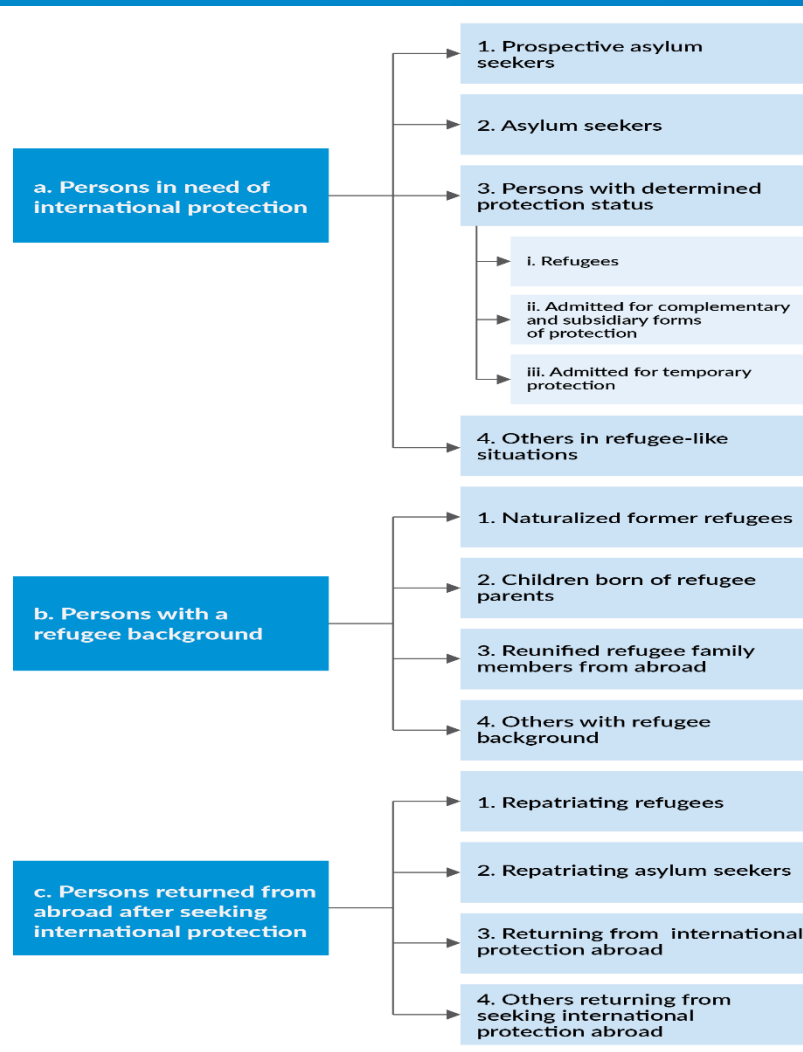 a. Persons in need of
international protection
1. Prospective asylum
seekers
2. Asylum seekers
3. Persons with determined
protection status
i. Refugees
ii. Admitted for complementary
and subsidiary forms
of protection
iii. Admitted for temporary
protection
4. Others in refugee-like
situations
b. Persons with a
refugee background
1. Naturalized former refugees
2. Children born of refugee
parents
3. Reunified refugee family
members from abroad
4. Others with refugee
background
c. Persons returned from
abroad after seeking
international protection
1. Repatriating refugees
2. Repatriating asylum seekers
3. Returning from international
protection abroad
4. Others returning from
seeking international
protection abroad